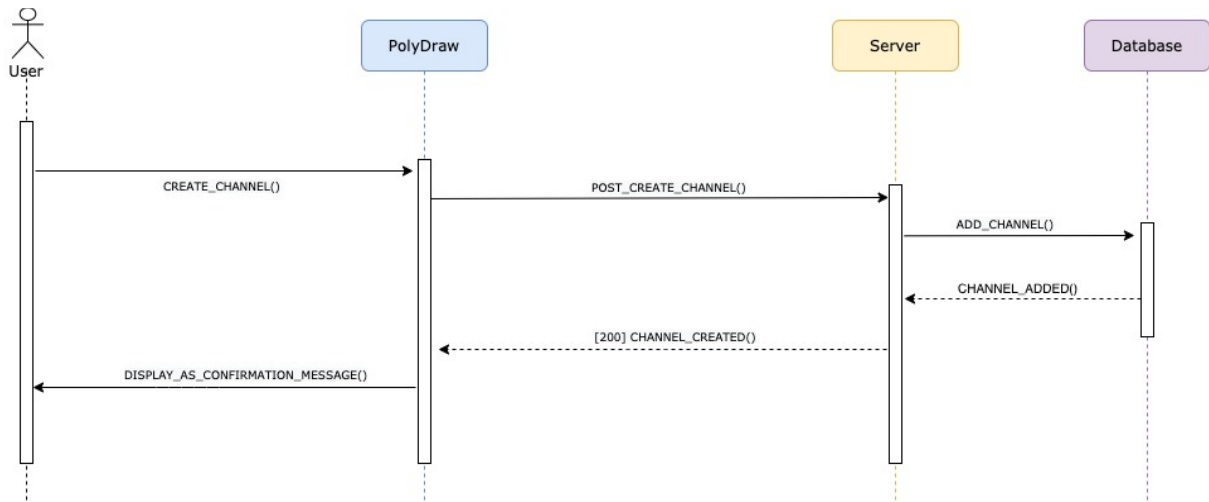 User
PolyDraw
Server
Database
CREATE_CHANNEL()
POST_CREATE_CHANNEL()
ADD_CHANNEL()
CHANNEL_ADDED()
[200] CHANNEL_CREATED()
DISPLAY_AS_CONFIRMATION_MESSAGE()